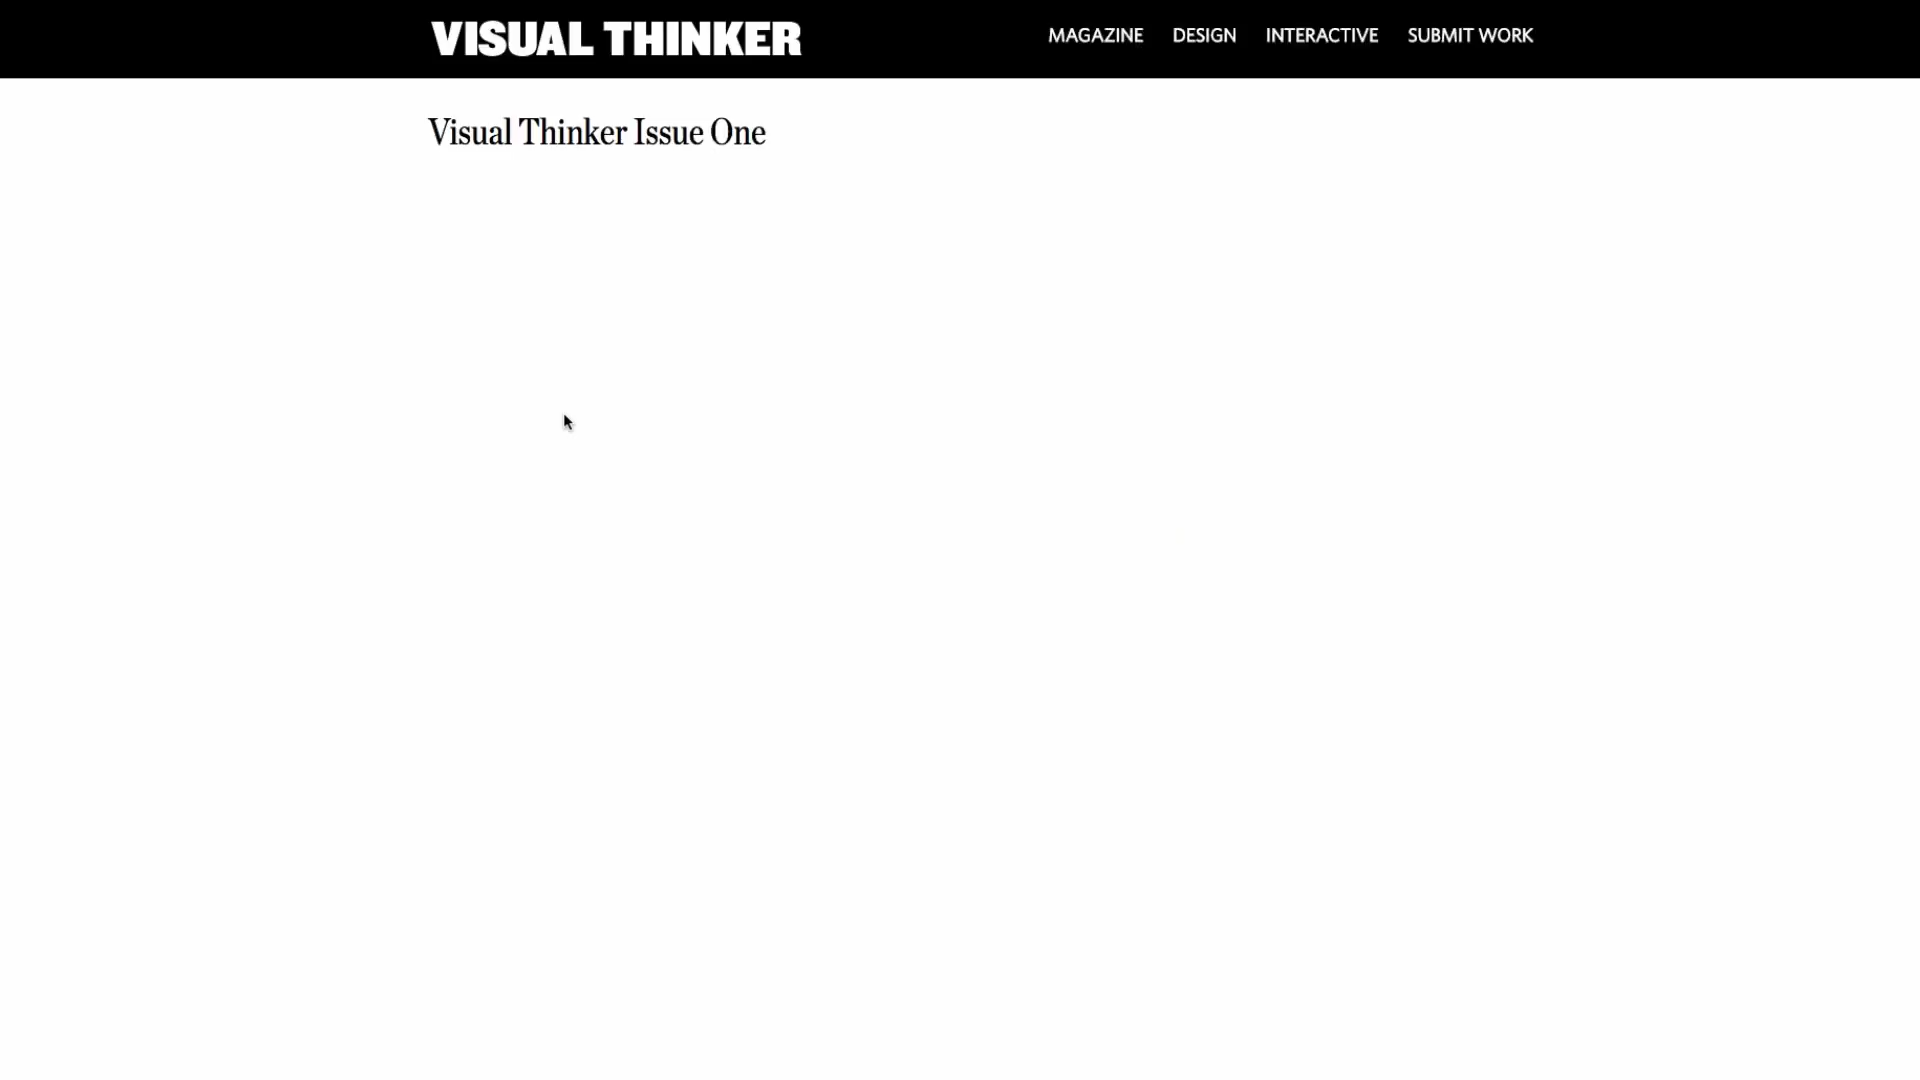 VISUAL THINKER
MAGAZINE DESIGN INTERACTIVE SUBMIT WORK
Visual Thinker Issue One